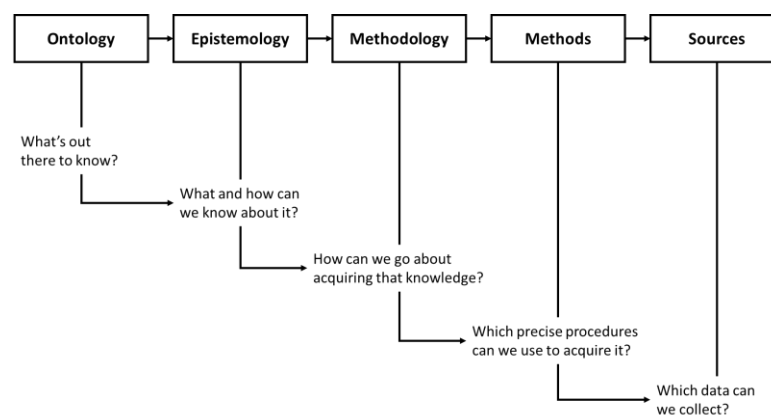 Ontology
Epistemology
Methodology
Methods
Sources
What's out
there to know?
What and how can
we know about it?
How can we go about
acquiring that knowledge?
Which precise procedures
can we use to acquire it?
Which data can
we collect?